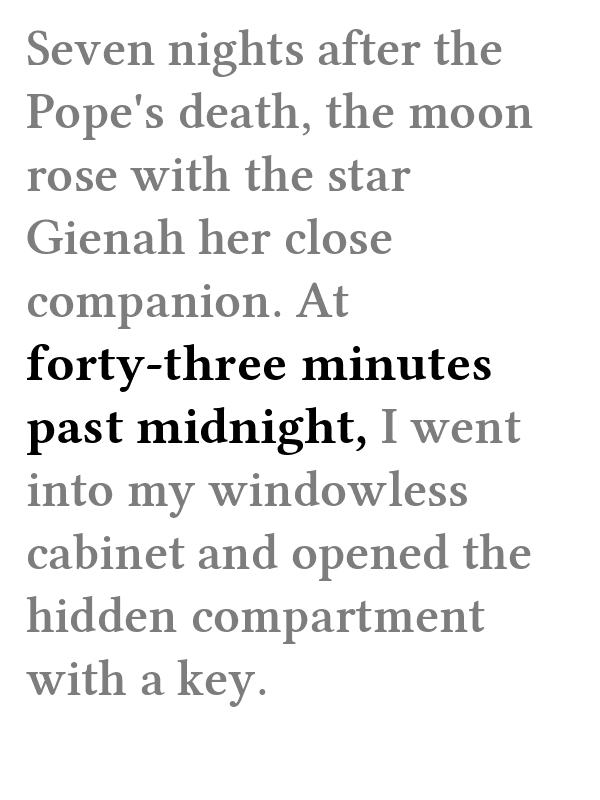 Seven nights after the
Pope's death, the moon
rose with the star
Gienah her close
companion. At
forty-three minutes
past midnight, I went
into my windowless
cabinet and opened the
hidden compartment
with a key.